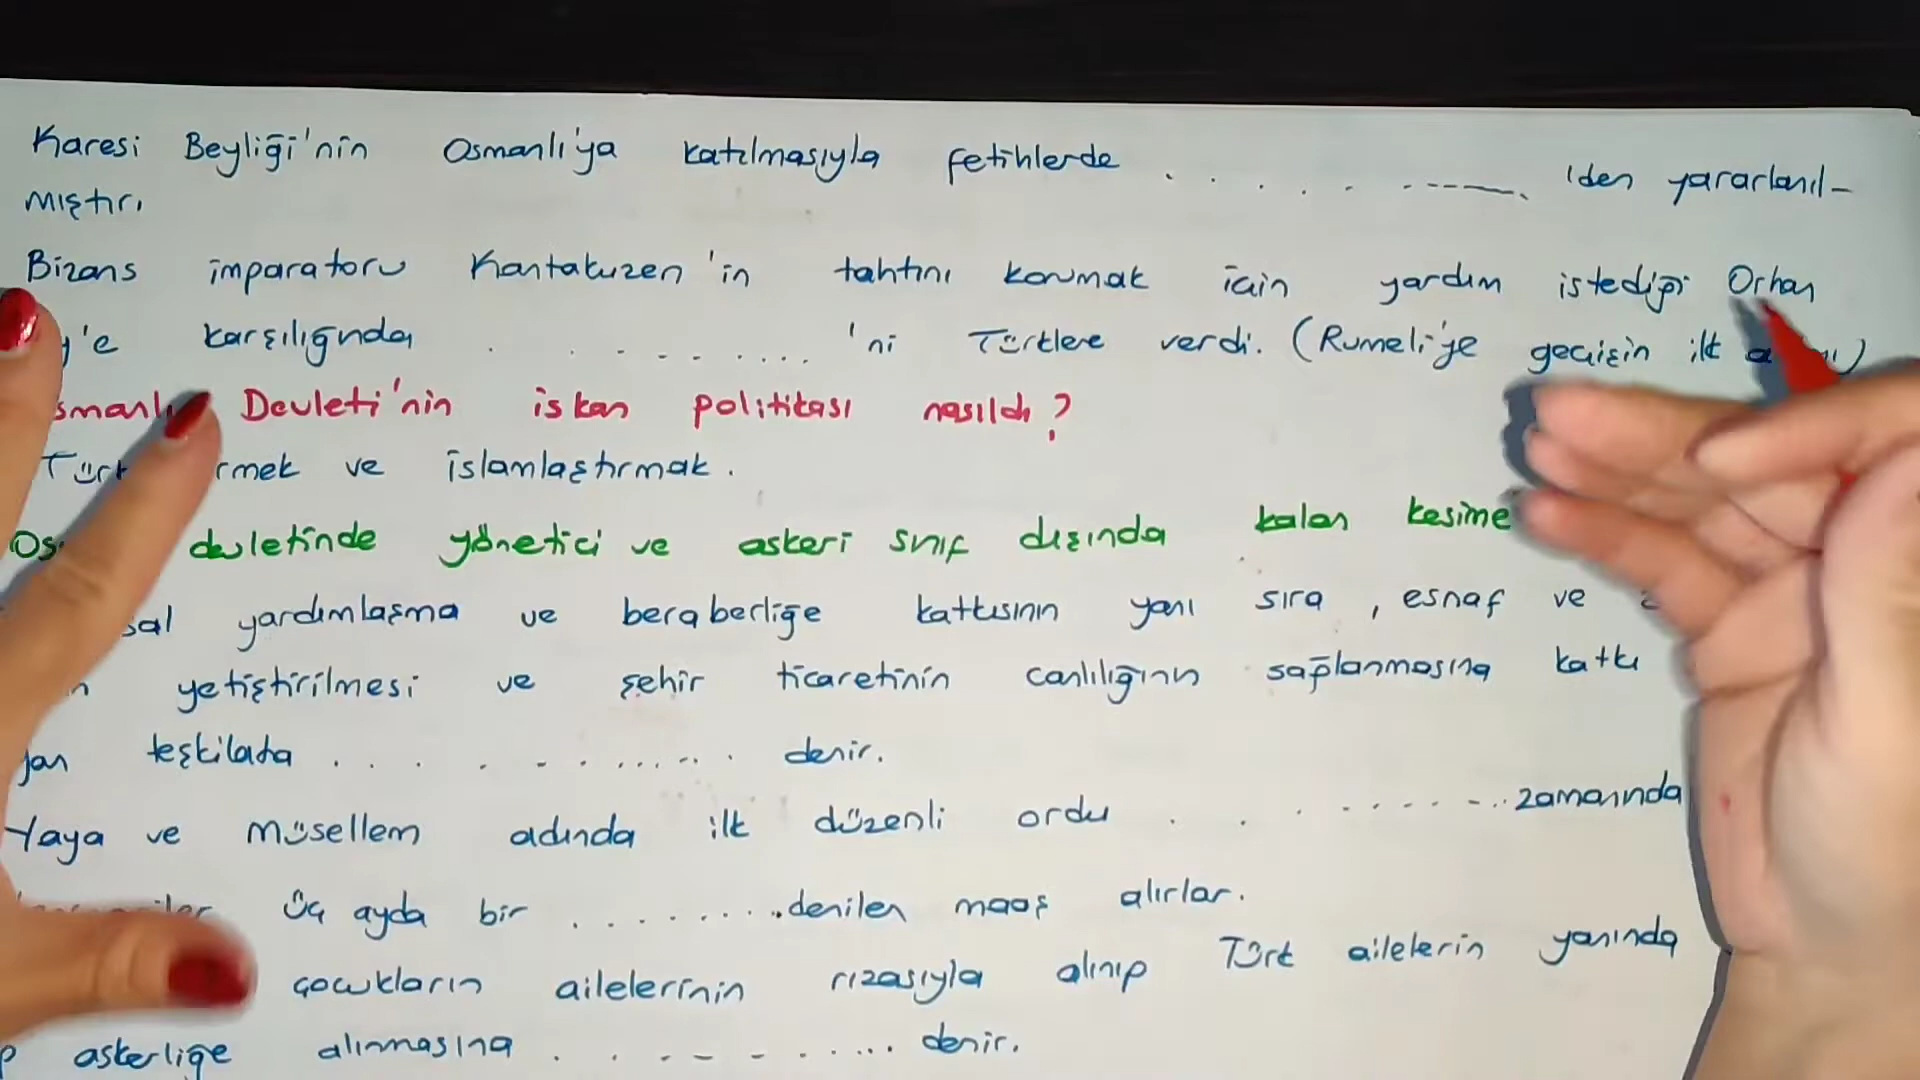 Karesi Beyliği'nin Osmanlı'ya katılmasıyla fetihlerde . . . . . ------. 'den yararlanıl-
mıştır.
Bizans imparatoru Kantakuzen'in tahtını korumak için yardım istediği Orhan
'e karşılığında . . - - - . . . . 'ni Türklere verdi. (Rumeli'ye geçişin ilk
Devleti'nin iskan politikası nasıldı?
ve islamlaştırmak.
devletinde yönetici ve askeri sınıf dışında kalan kesime
yardımlaşma ve beraberliğe katkısının yanı sıra, esnaf ve
yetiştirilmesi ve şehir ticaretinin canlılığının sağlanmasına katkı
teşkilata . . . - - . . . . . . denir.
Yaya ve müsellem adında ilk düzenli ordu . . . - - - - - . . zamanında
üç ayda bir . . . . . . . . . denilen maaş alırlar.
çocukların ailelerinin rızasıyla alınıp Türk ailelerin yanında
askerliğe alınmasına . . . - - - . . . . denir.